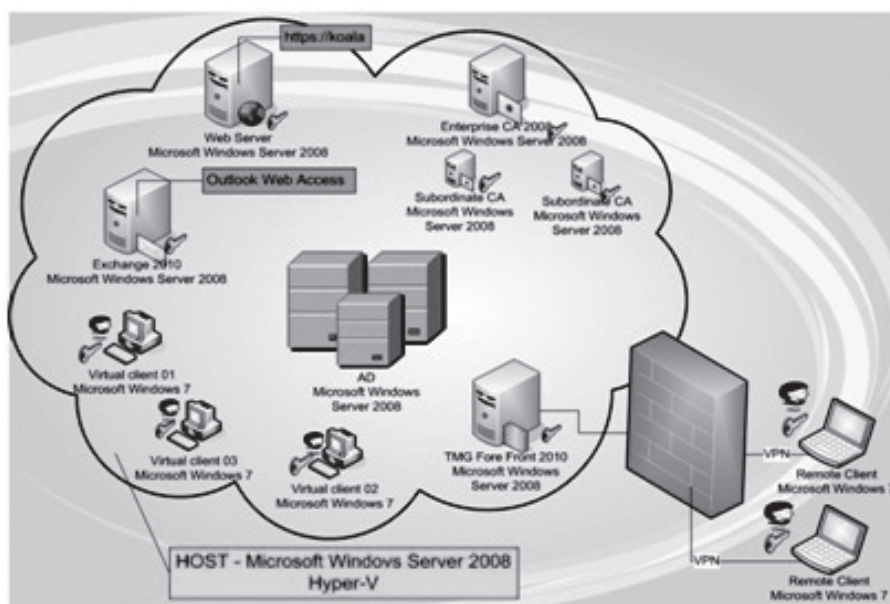 https://koala
Web Server
Microsoft Windows Server 2008
Enterprise CA 2008
Microsoft Windows Server 2008
Outlook Web Access
Subordinate CA
Microsoft Windows
Server 2008
Subordinate CA
Microsoft Windows
Server 2008
Exchange 2010
Microsoft Windows Server 2008
AD
Microsoft Windows
Server 2008
Virtual client 01
Microsoft Windows 7
Virtual client 03
Microsoft Windows 7
Virtual client 02
Microsoft Windows 7
TMG Fore Front 2010
Microsoft Windows
Server 2008
VPN
Remote Client
Microsoft Windows 7
VPN
Remote Client
Microsoft Windows 7
HOST - Microsoft Windovs Server 2008
Hyper-V